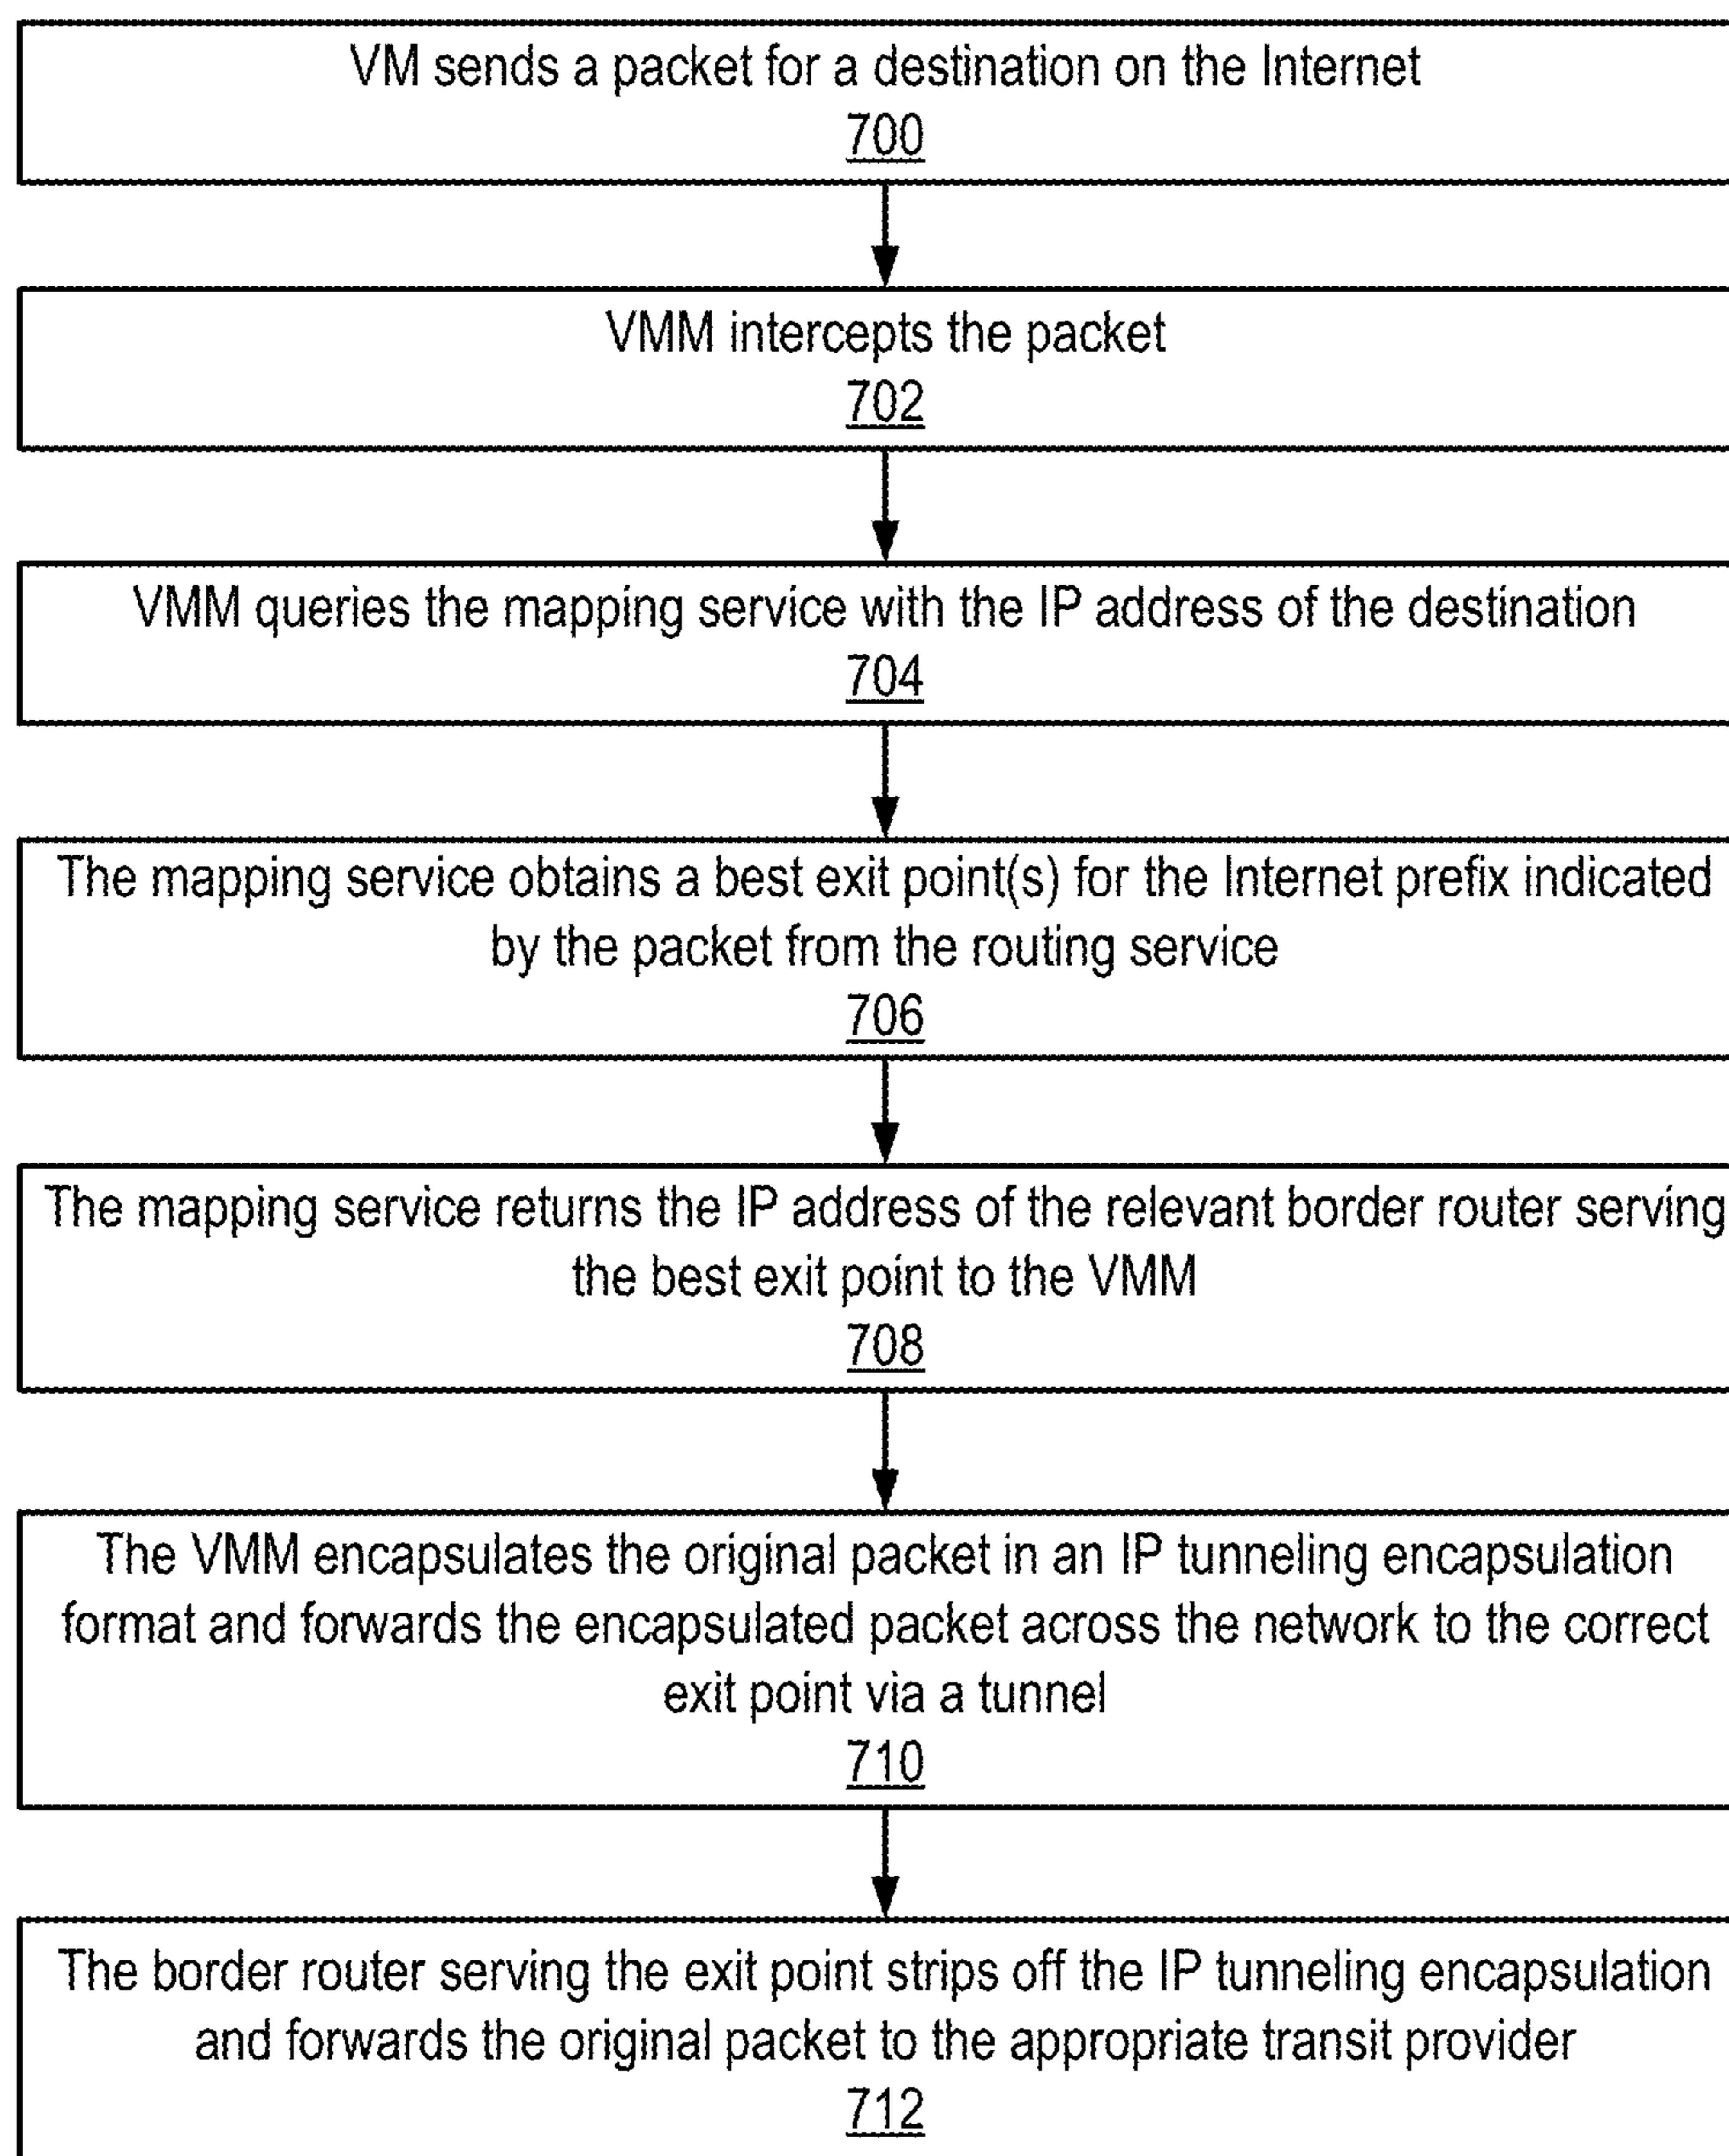 VM sends a packet for a destination on the Internet
700
VMM intercepts the packet
702
VMM queries the mapping service with the IP address of the destination
704
The mapping service obtains a best exit point(s) for the Internet prefix indicated
by the packet from the routing service
706
The mapping service returns the IP address of the relevant border router serving
the best exit point to the VMM
708
The VMM encapsulates the original packet in an IP tunneling encapsulation
format and forwards the encapsulated packet across the network to the correct
exit point via a tunnel
710
The border router serving the exit point strips off the IP tunneling encapsulation
and forwards the original packet to the appropriate transit provider
712